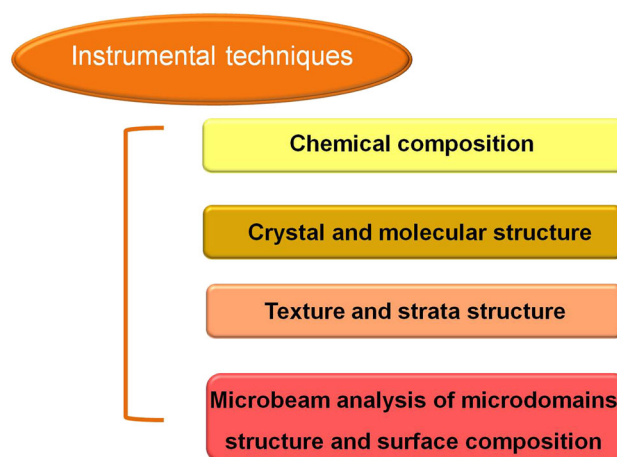 Instrumental techniques
Chemical composition
Crystal and molecular structure
Texture and strata structure
Microbeam analysis of microdomains
structure and surface composition